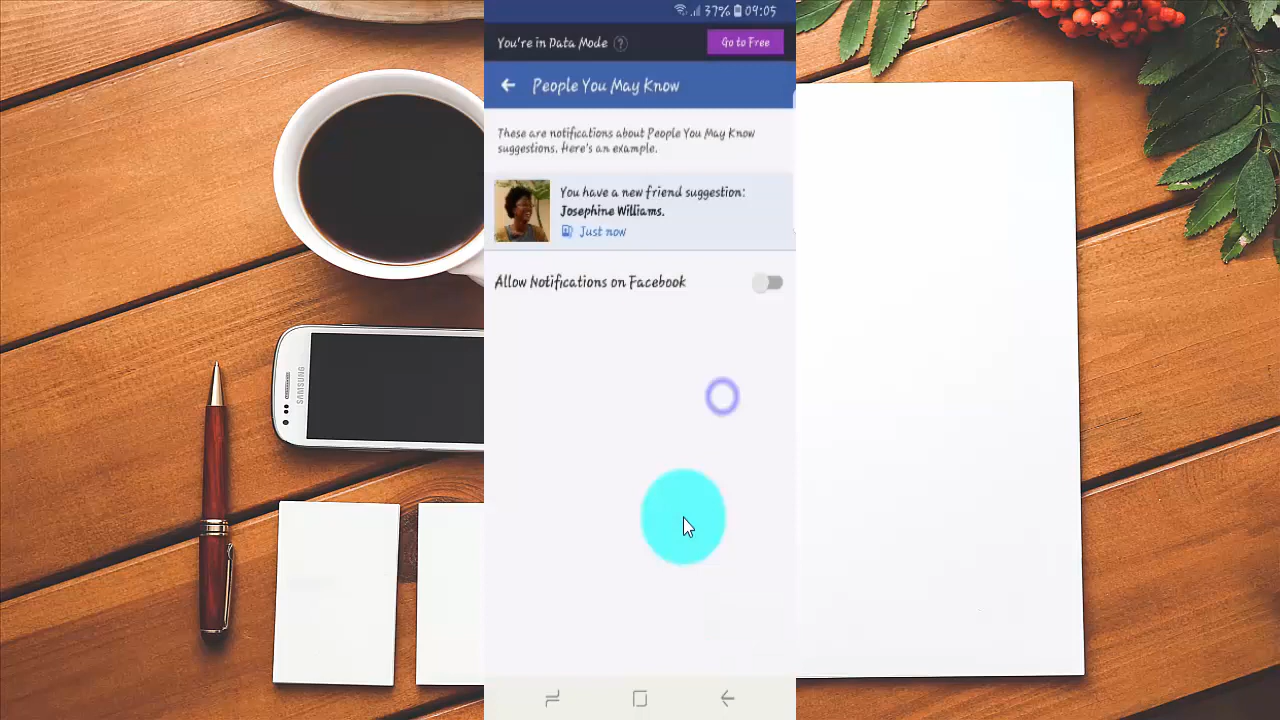 37% 09:05
You're in Data Mode ?
Go to Free
People You May Know
These are notifications about People You May Know
suggestions. Here's an example.
You have a new friend suggestion:
Josephine Williams.
Just now
Allow Notifications on Facebook
SAMSUNG